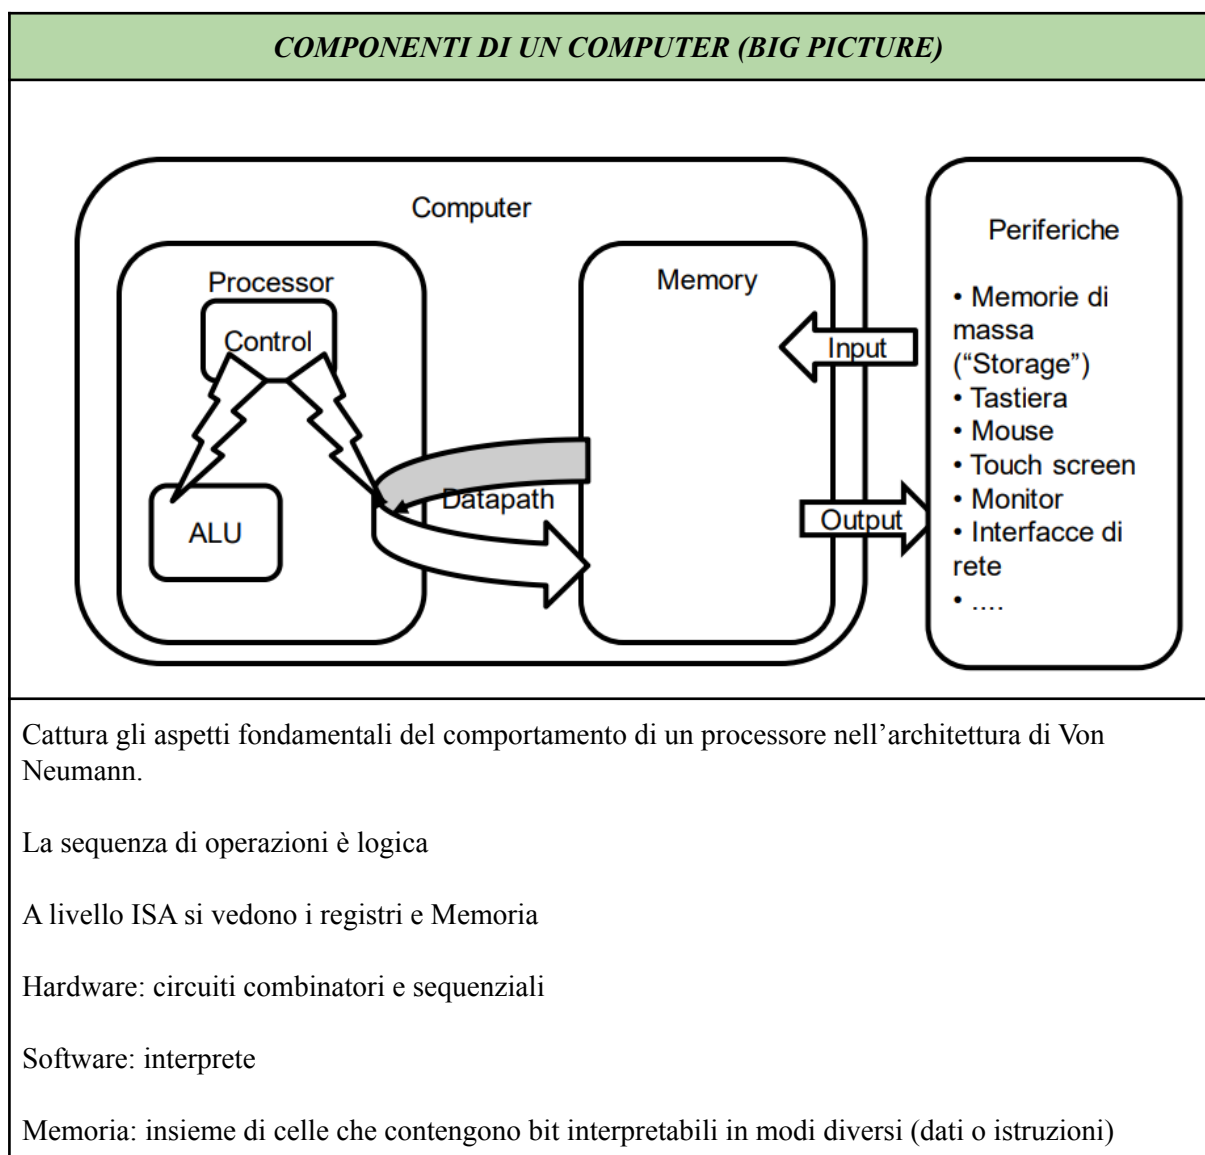 COMPONENTI DI UN COMPUTER (BIG PICTURE)
Computer
Processor
Control
ALU
Datapath
Memory
Input
Output
Periferiche
• Memorie di
massa
(“Storage”)
• Tastiera
• Mouse
• Touch screen
• Monitor
• Interfacce di
rete
• ....
Cattura gli aspetti fondamentali del comportamento di un processore nell’architettura di Von
Neumann.
La sequenza di operazioni è logica
A livello ISA si vedono i registri e Memoria
Hardware: circuiti combinatori e sequenziali
Software: interprete
Memoria: insieme di celle che contengono bit interpretabili in modi diversi (dati o istruzioni)